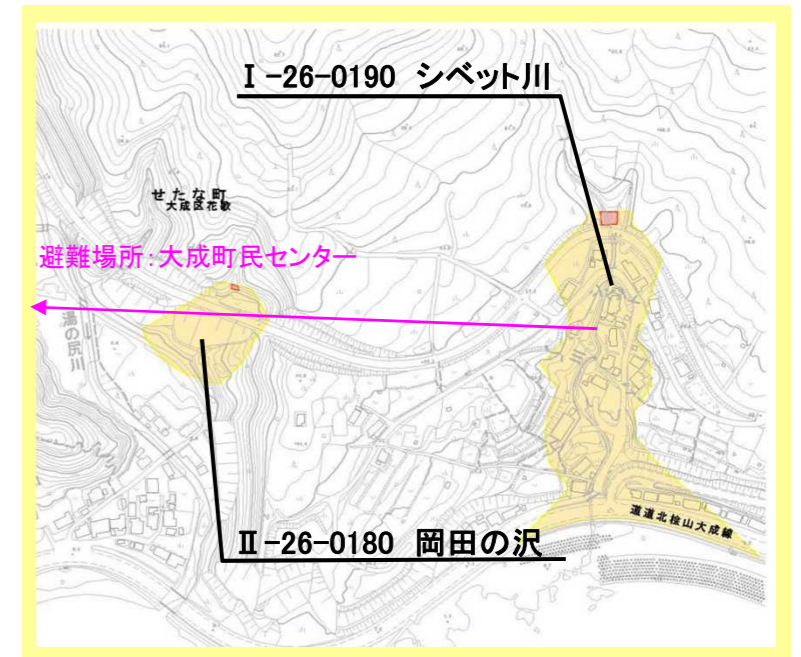 Ⅰ-26-0190 シベット川
せたな町
大成区花歌
避難場所:大成町民センター
湯の尻川
Ⅱ-26-0180 岡田の沢
道道北桧山大成線